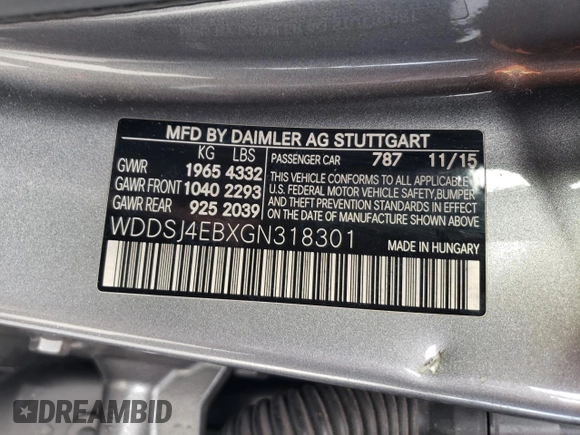 MFD BY DAIMLER AG STUTTGART
KG LBS
GVWR 1965 4332
GAWR FRONT 1040 2293
GAWR REAR 925 2039
PASSENGER CAR 787 11/15
THIS VEHICLE CONFORMS TO ALL APPLICABLE
U.S. FEDERAL MOTOR VEHICLE SAFETY, BUMPER
AND THEFT PREVENTION STANDARDS IN EFFECT
ON THE DATE OF MANUFACTURE SHOWN ABOVE.
WDDSJ4EBXGN318301
MADE IN HUNGARY
DREAMBID